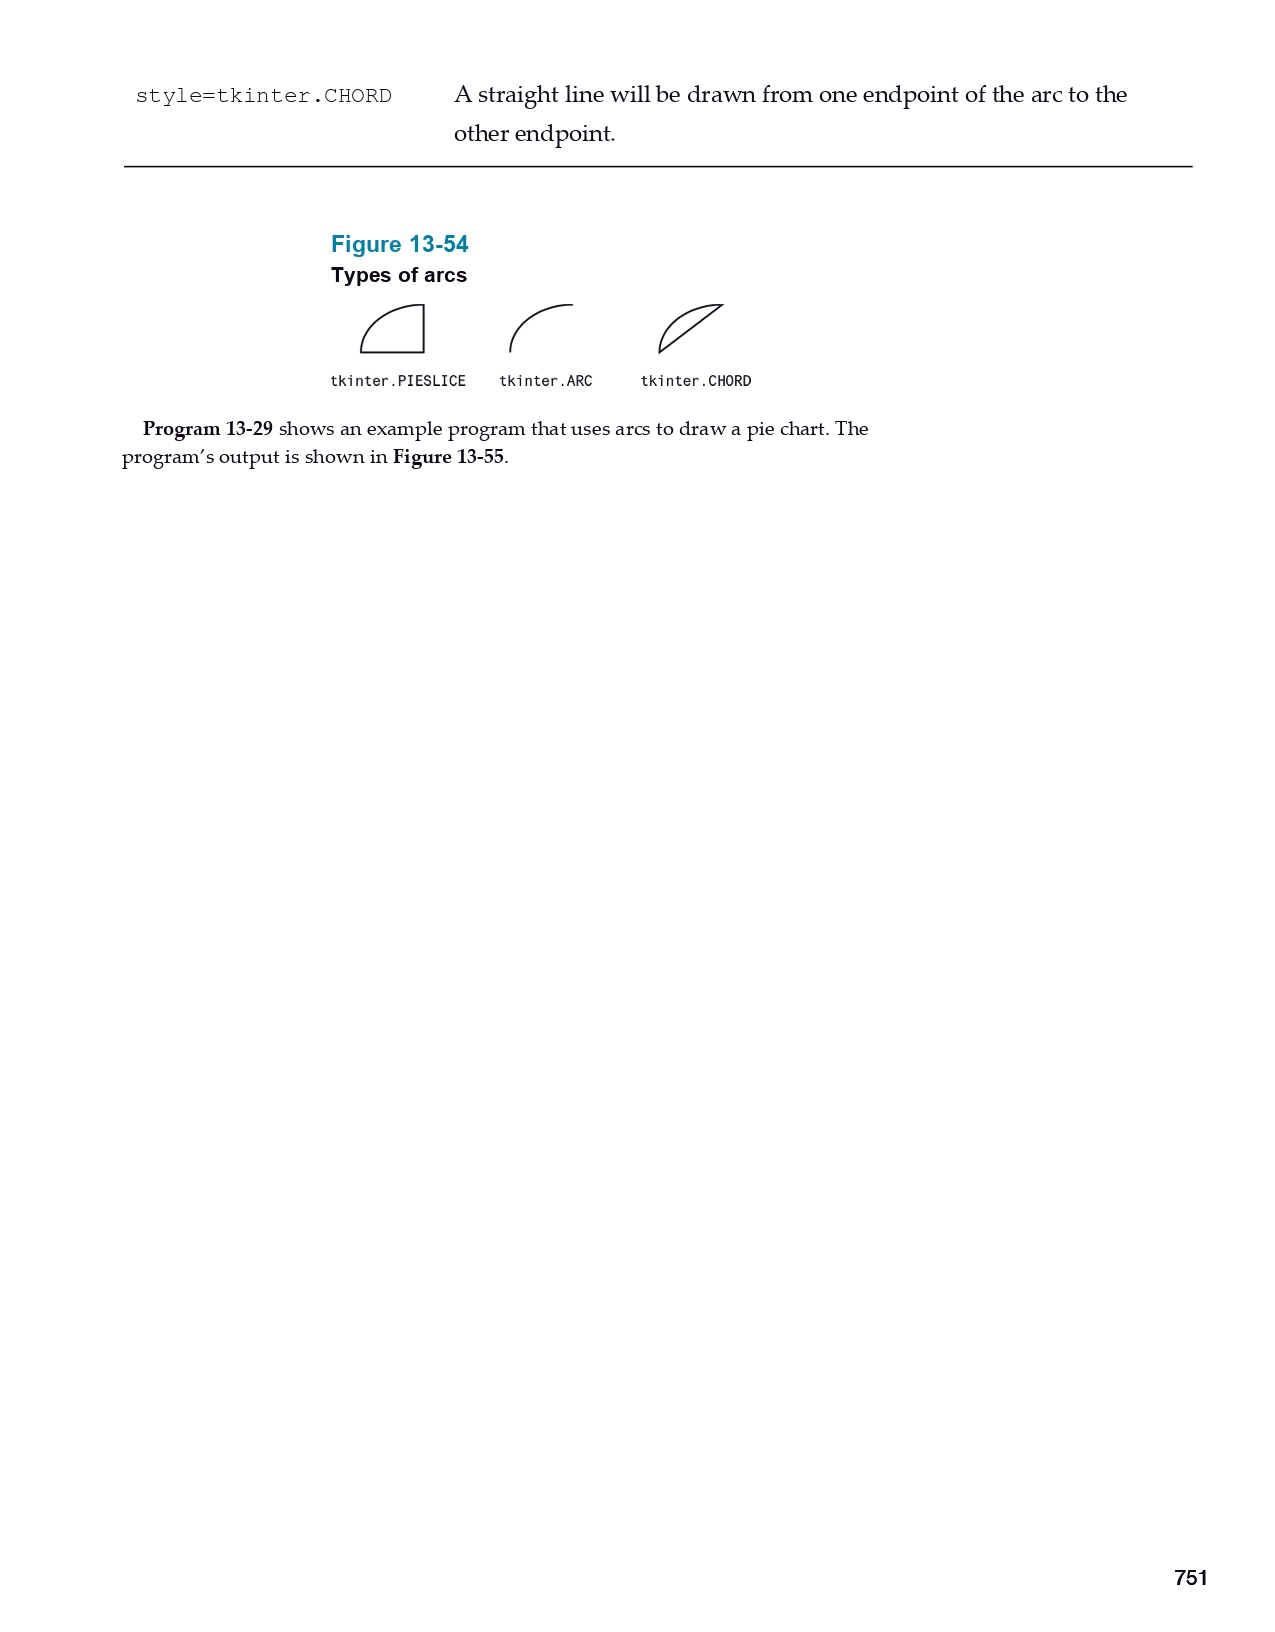 style=tkinter.CHORD A straight line will be drawn from one endpoint of the arc to the
other endpoint.
Figure 13-54
Types of arcs
tkinter.PIESLICE tkinter.ARC tkinter.CHORD
Program 13-29 shows an example program that uses arcs to draw a pie chart. The
program’s output is shown in Figure 13-55.
751